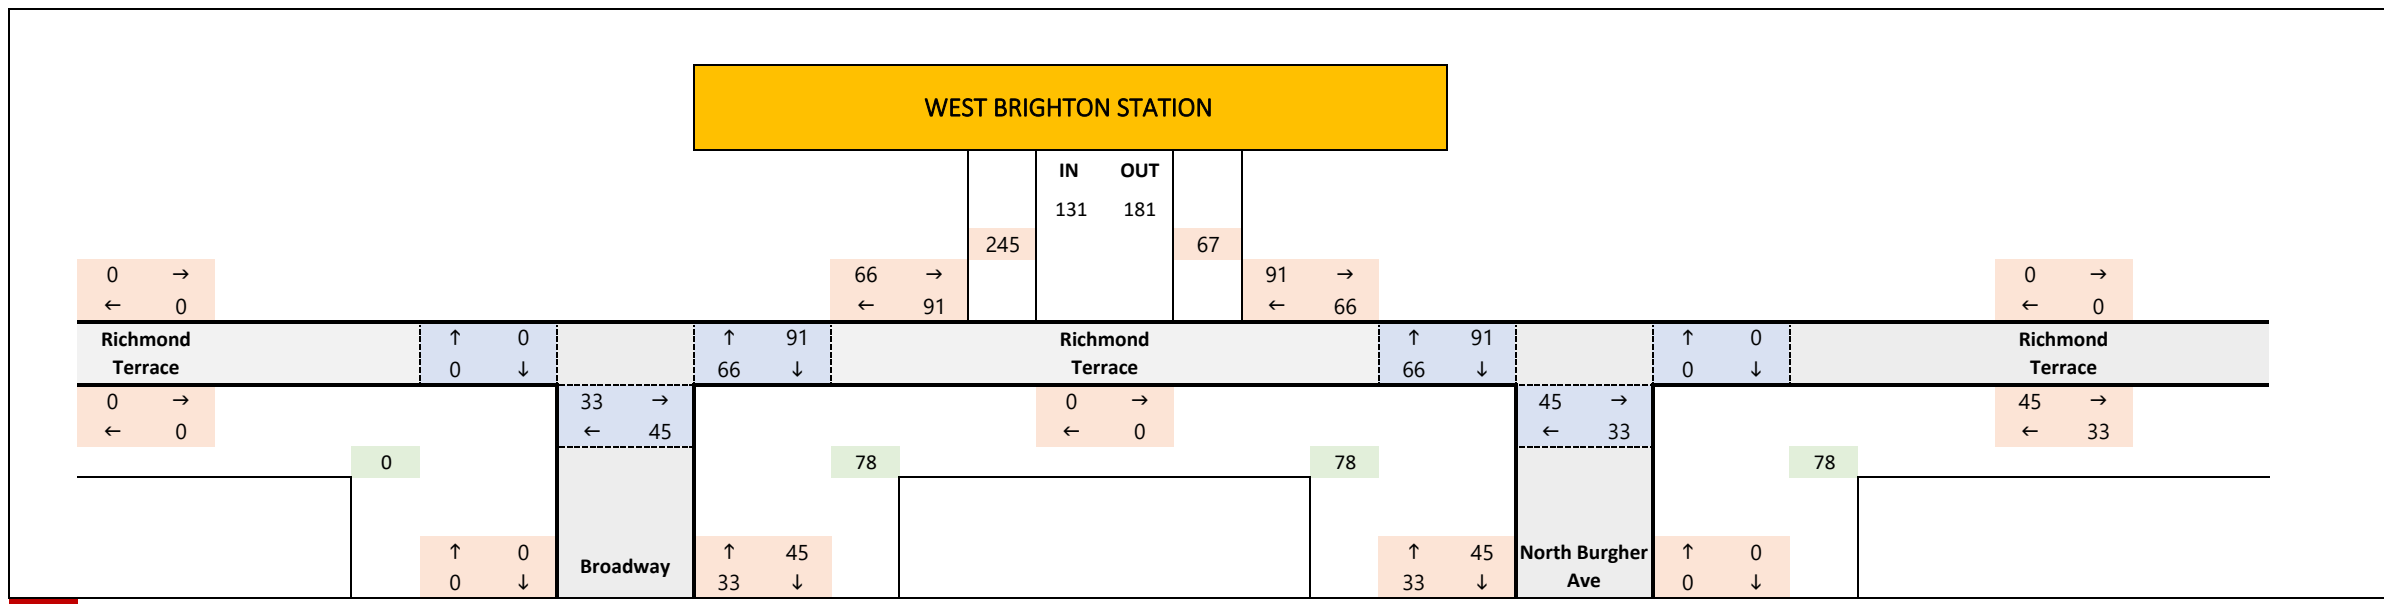 WEST BRIGHTON STATION
IN OUT
131 181
245 67
0 → 66 → 91 → 0 →
← 0 ← 91 ← 66 ← 0
Richmond ↑ 0 ↑ 91 Richmond ↑ 91 ↑ 0 Richmond
Terrace 0 ↓ 66 ↓ Terrace 66 ↓ 0 ↓ Terrace
0 → 33 → 0 → 45 → 45 →
← 0 ← 45 ← 0 ← 33 ← 33
0 78 78 78
↑ 0 ↑ 45 ↑ 45 North Burgher ↑ 0
Broadway
0 ↓ 33 ↓ 33 ↓ Ave 0 ↓